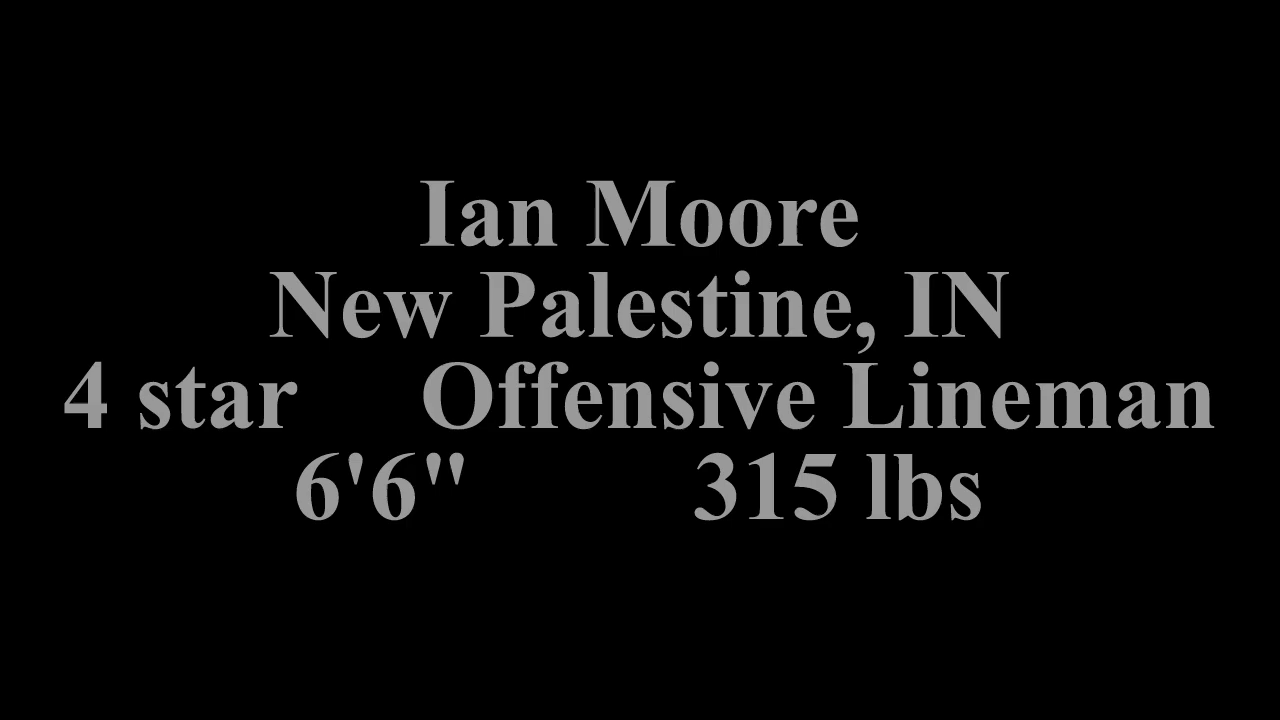 Ian Moore
New Palestine, IN
4 star Offensive Lineman
6'6" 315 lbs